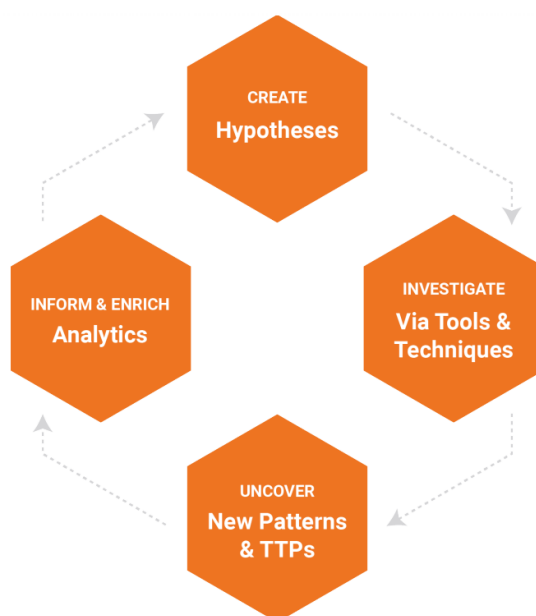 CREATE
Hypotheses
INVESTIGATE
Via Tools &
Techniques
UNCOVER
New Patterns
& TTPs
INFORM & ENRICH
Analytics